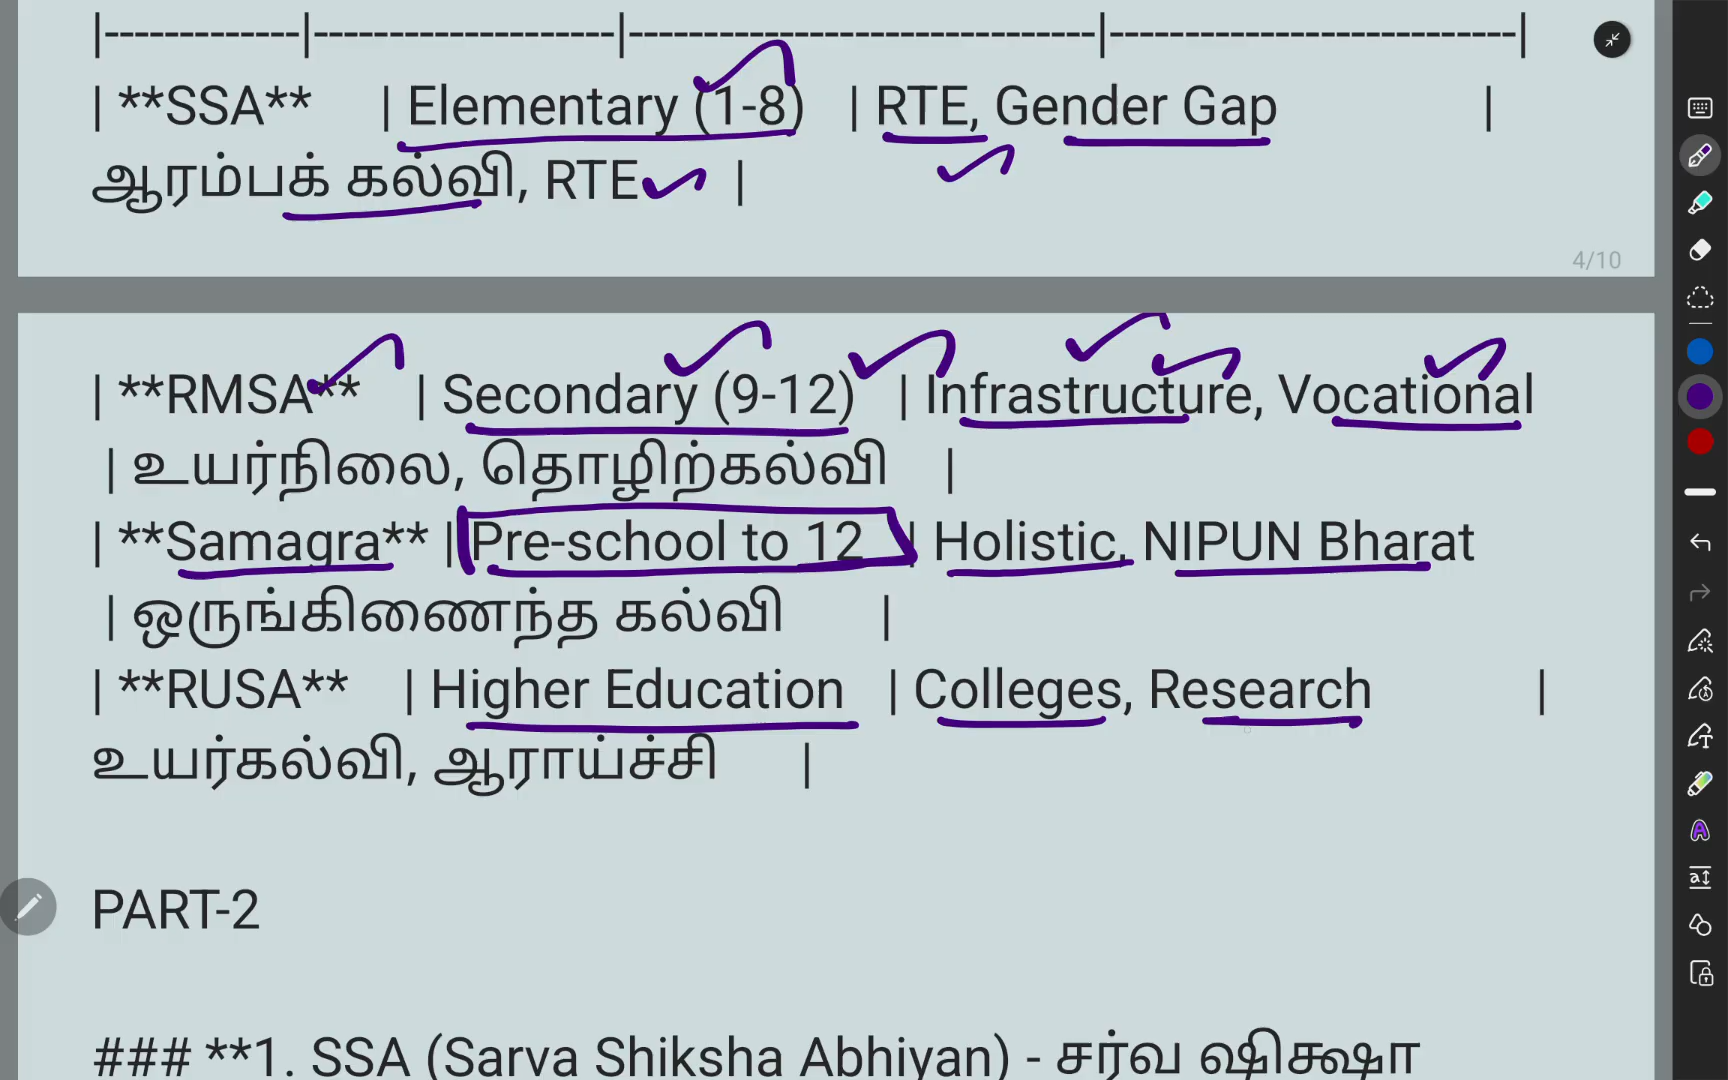 |-------------|------------------|----------------------------|------------------------|
| **SSA** | Elementary (1-8) | RTE, Gender Gap |
ஆரம்பக் கல்வி, RTE |
4/10
| **RMSA** | Secondary (9-12) | Infrastructure, Vocational
| உயர்நிலை, தொழிற்கல்வி |
| **Samagra** | Pre-school to 12 | Holistic, NIPUN Bharat
| ஒருங்கிணைந்த கல்வி |
| **RUSA** | Higher Education | Colleges, Research |
உயர்கல்வி, ஆராய்ச்சி |
PART-2
### **1. SSA (Sarva Shiksha Abhiyan) - சர்வ ஷிக்ஷா